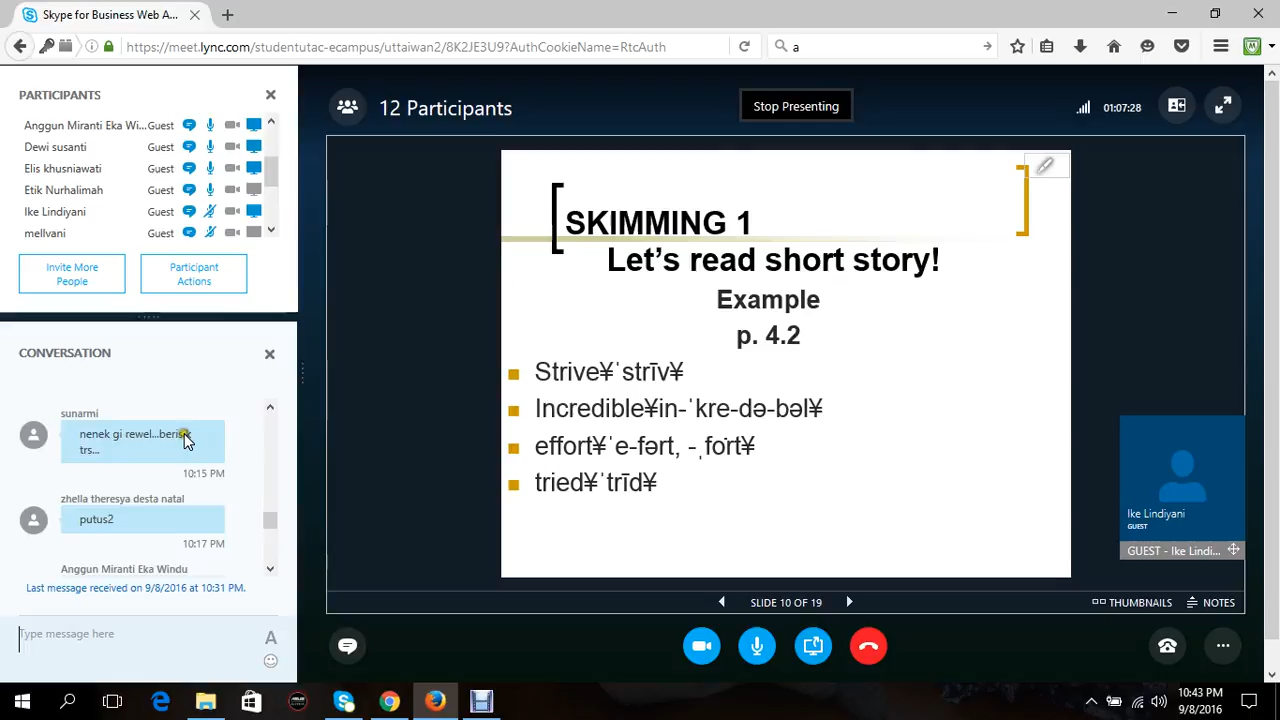 Skype for Business Web A...
https://meet.lync.com/studentutac-ecampus/uttaiwan2/8K2JE3U9?AuthCookieName=RtcAuth
a
PARTICIPANTS
Anggun Miranti Eka Wi... Guest
Dewi susanti Guest
Elis khusniawati Guest
Etik Nurhalimah Guest
Ike Lindiyani Guest
mellvani Guest
Invite More
People
Participant
Actions
CONVERSATION
sunarmi
nenek gi rewel...berisik
trs...
10:15 PM
zhella theresya desta natal
putus2
10:17 PM
Anggun Miranti Eka Windu
Last message received on 9/8/2016 at 10:31 PM.
Type message here
A
12 Participants
Stop Presenting
01:07:28
SKIMMING 1
Let’s read short story!
Example
p. 4.2
Strive¥ˈstrīv¥
Incredible¥in-ˈkre-də-bəl¥
effort¥ˈe-fərt, -ˌfȯrt¥
tried¥ˈtrīd¥
Ike Lindiyani
GUEST
GUEST - Ike Lindi...
SLIDE 10 OF 19
THUMBNAILS
NOTES
10:43 PM
9/8/2016